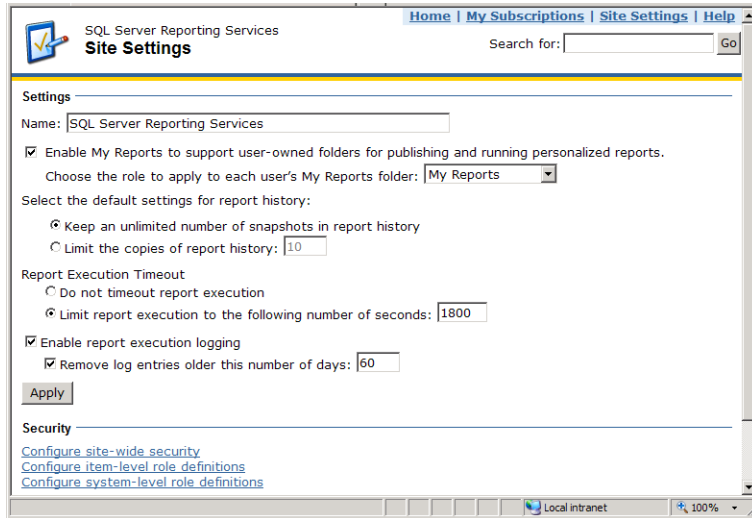 Home | My Subscriptions | Site Settings | Help
SQL Server Reporting Services
Site Settings
Search for:
Go
Settings
Name: SQL Server Reporting Services
Enable My Reports to support user-owned folders for publishing and running personalized reports.
Choose the role to apply to each user's My Reports folder: My Reports
Select the default settings for report history:
Keep an unlimited number of snapshots in report history
Limit the copies of report history: 10
Report Execution Timeout
Do not timeout report execution
Limit report execution to the following number of seconds: 1800
Enable report execution logging
Remove log entries older this number of days: 60
Apply
Security
Configure site-wide security
Configure item-level role definitions
Configure system-level role definitions
Local intranet
100%